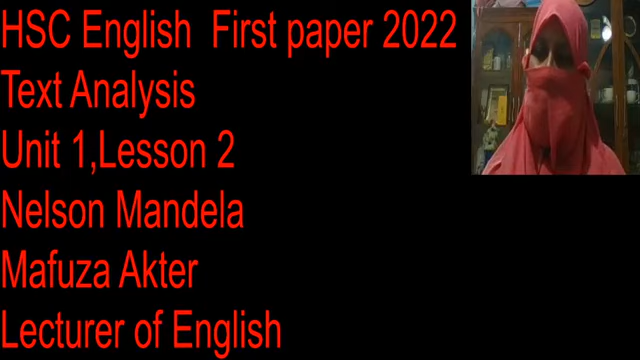 HSC English First paper 2022
Text Analysis
Unit 1,Lesson 2
Nelson Mandela
Mafuza Akter
Lecturer of English